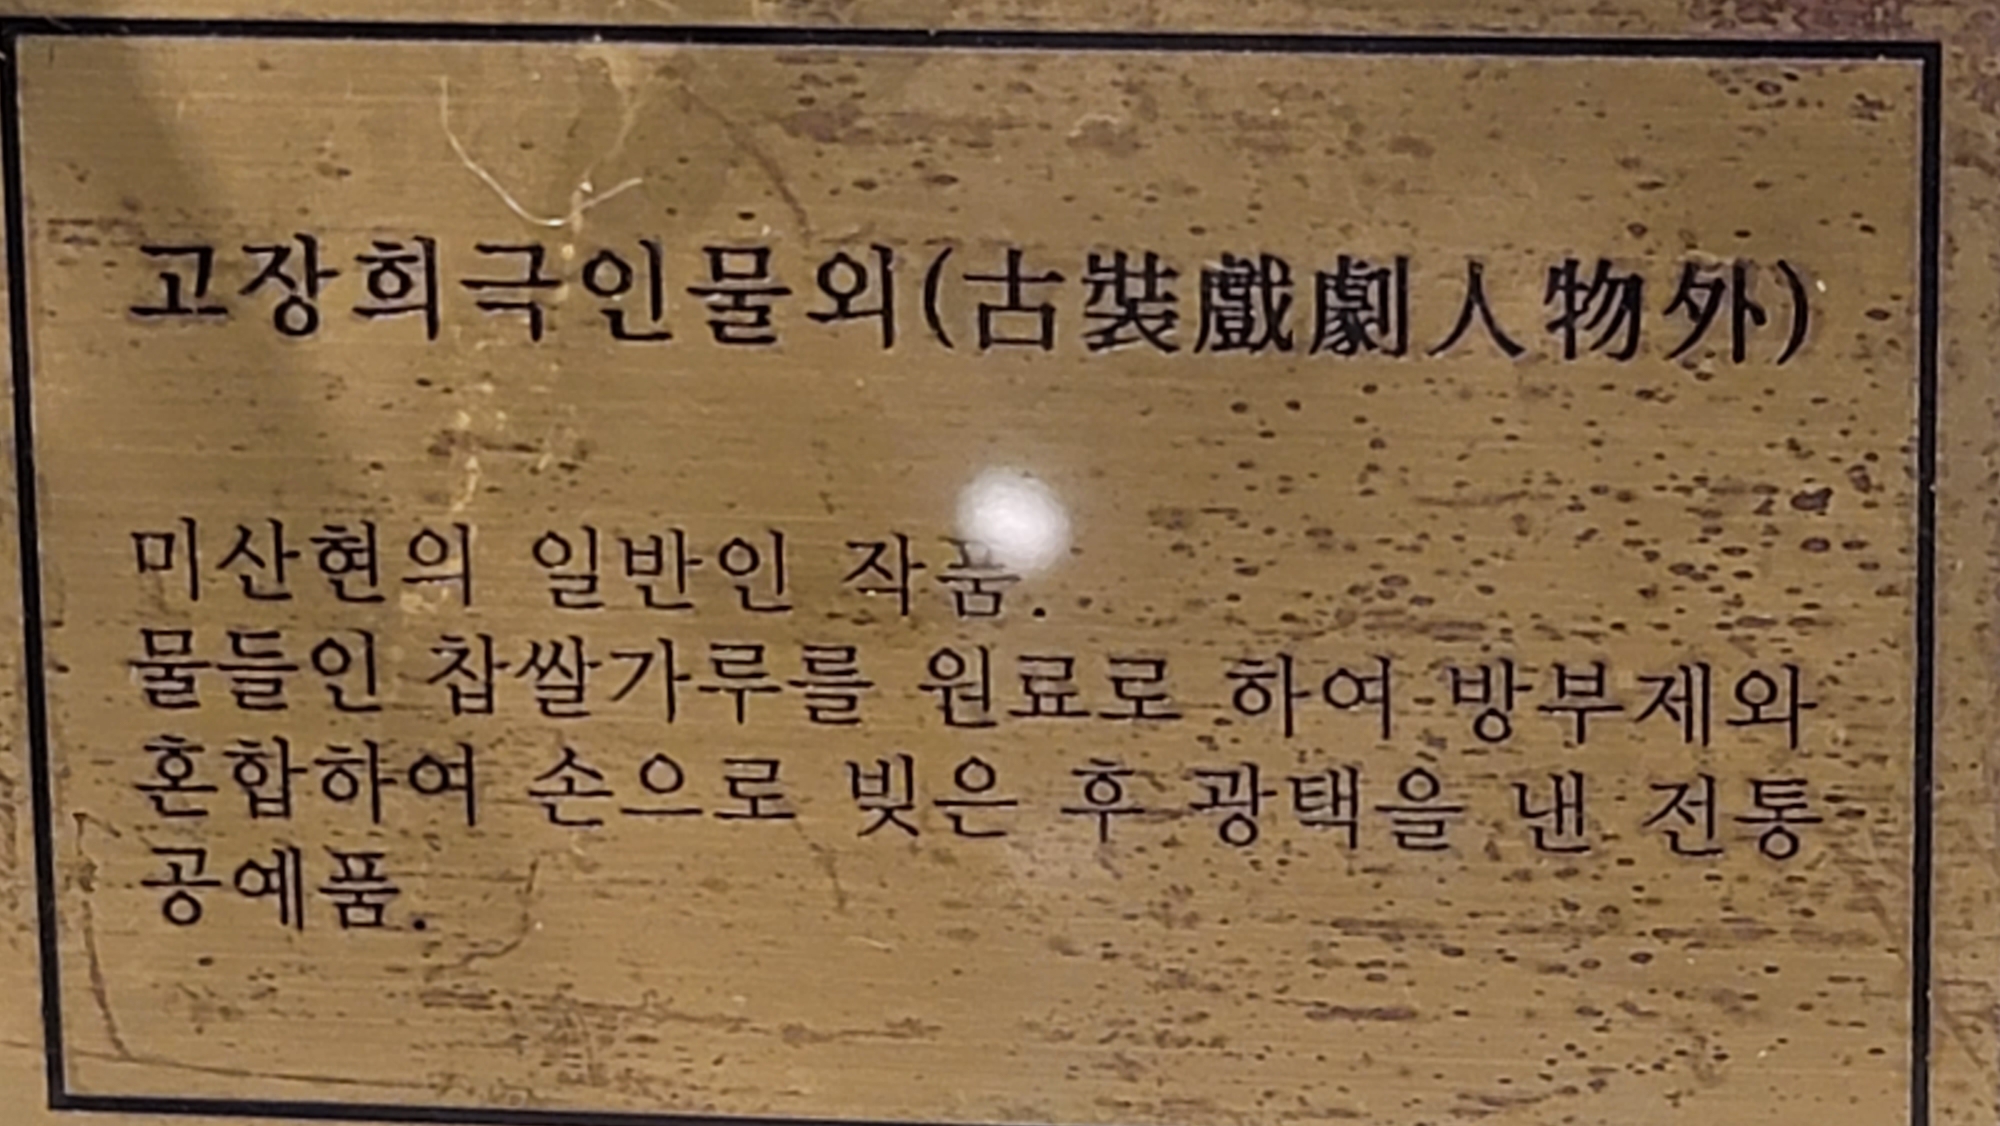 고장희극인물외(古裝戲劇人物外)
미산현의 일반인 작품.
물들인 찹쌀가루를 원료로 하여 방부제와
혼합하여 손으로 빚은 후 광택을 낸 전통
공예품.